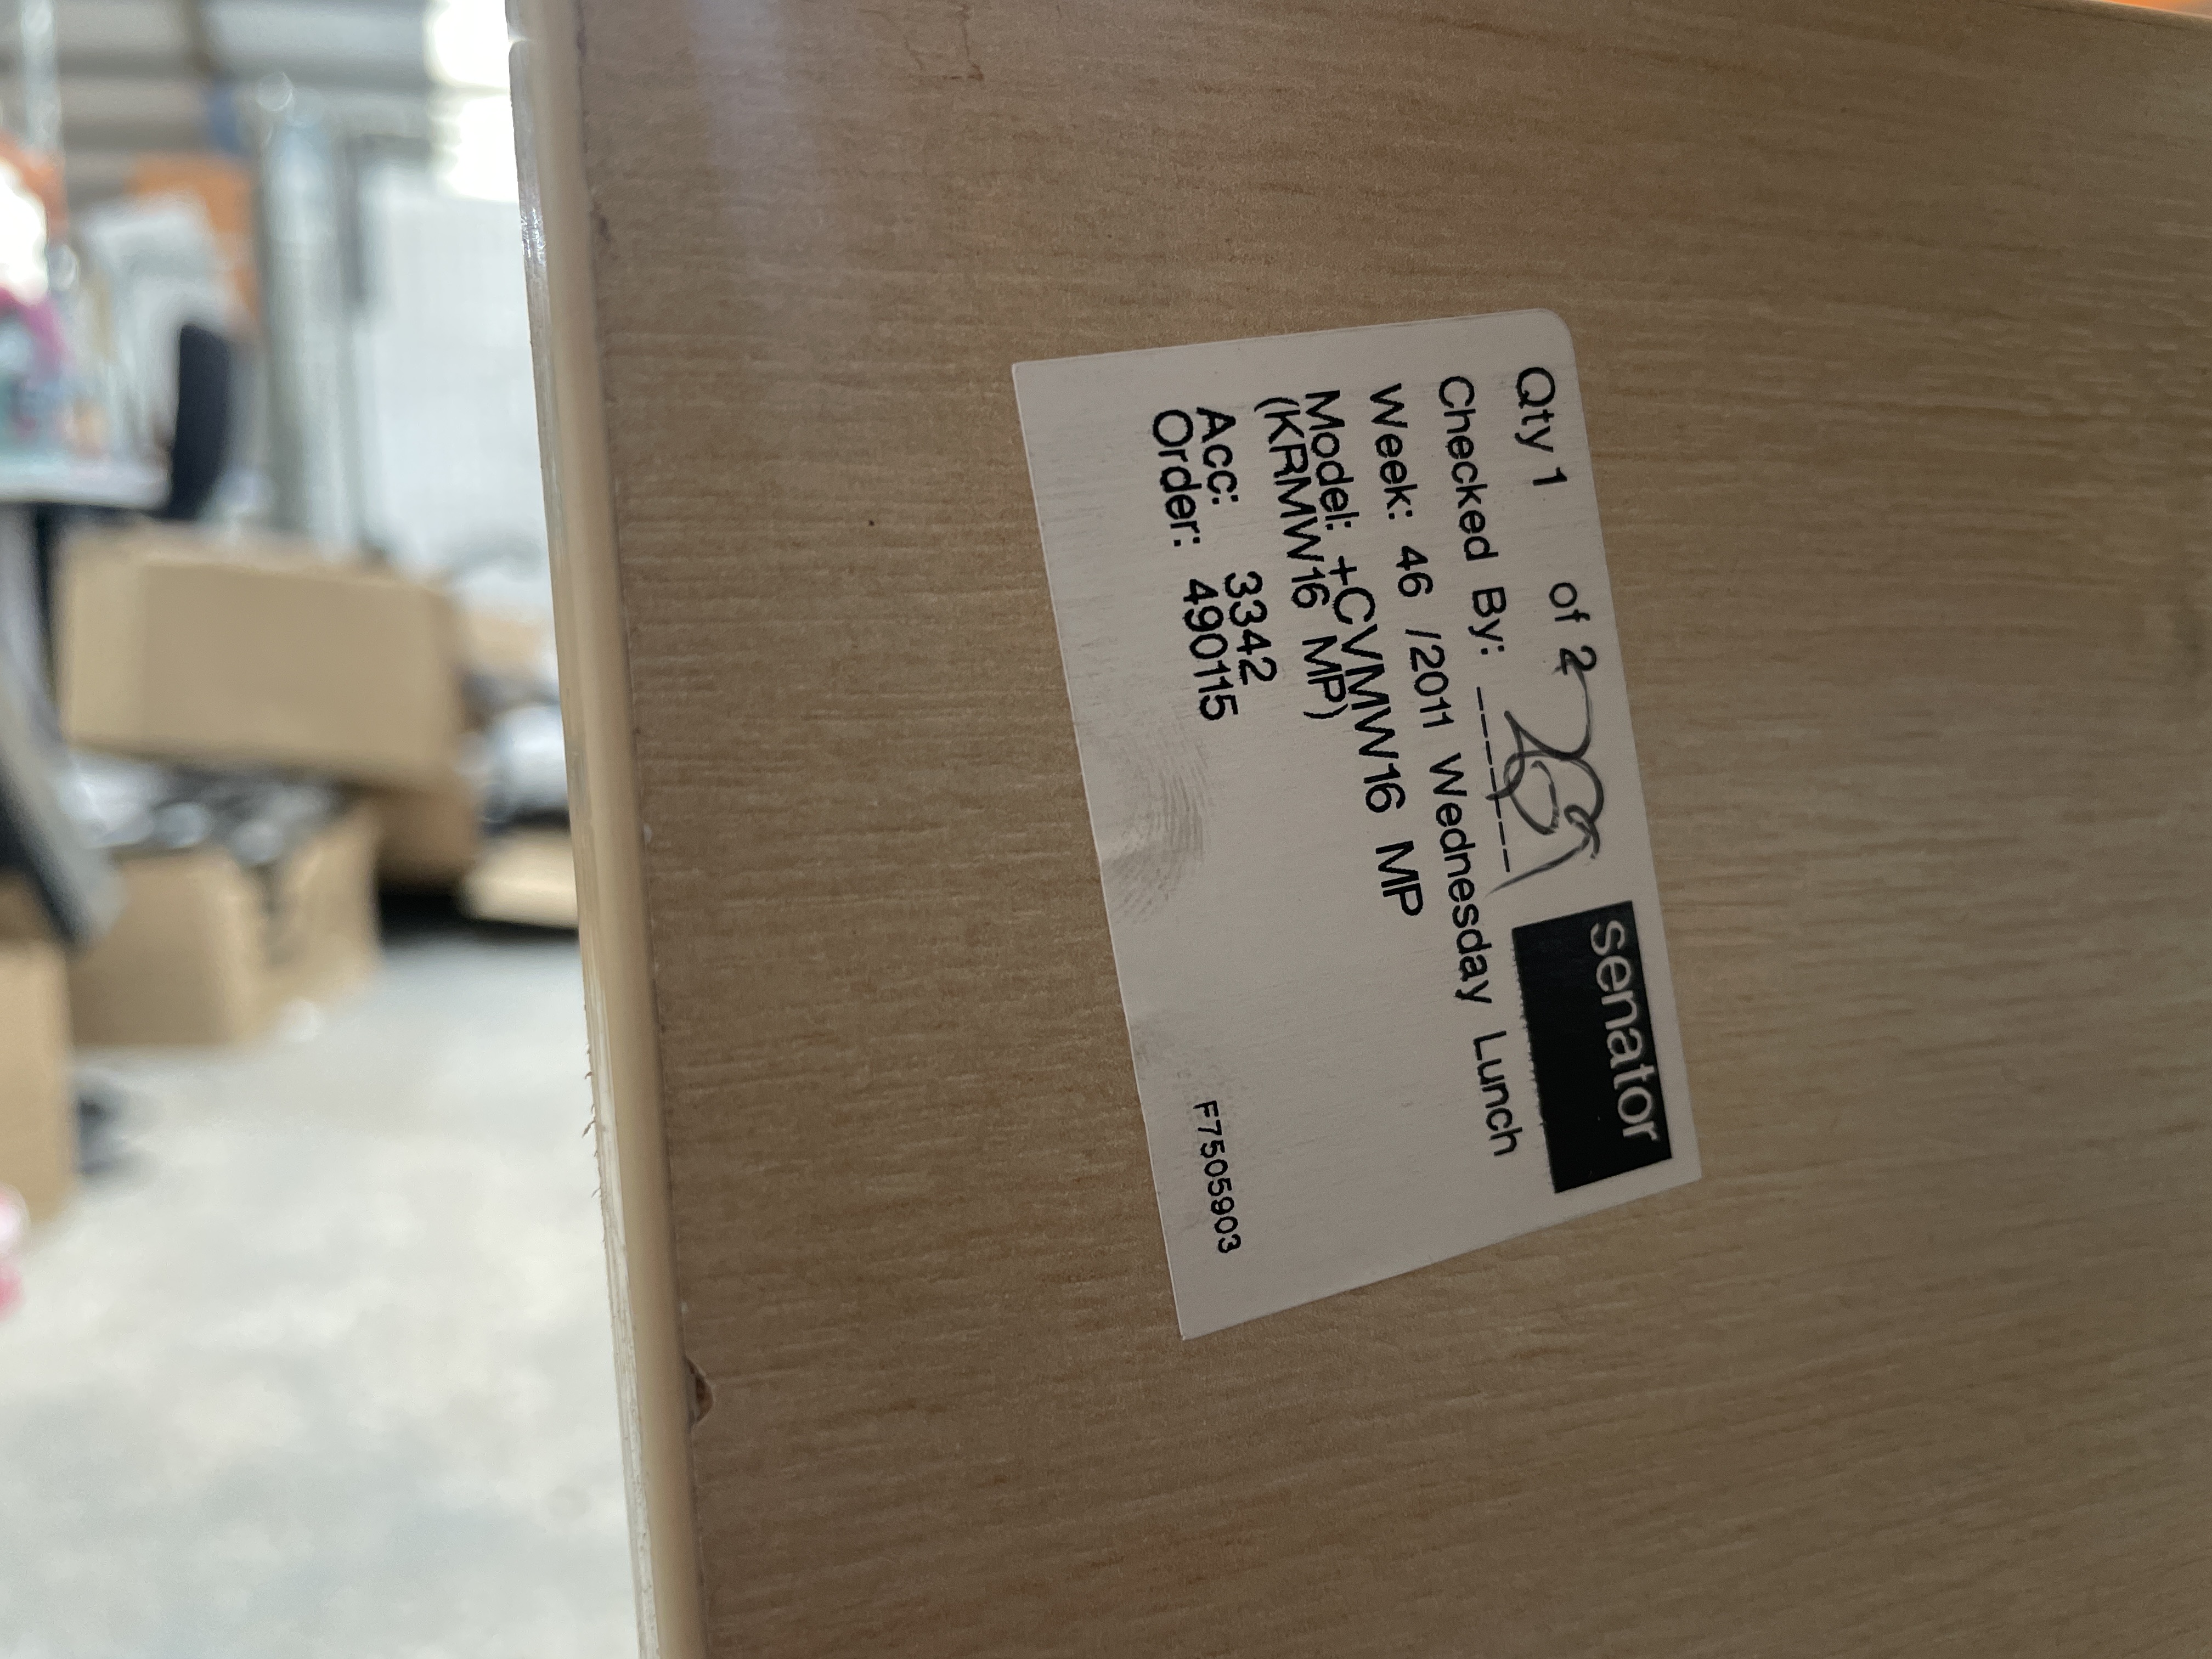 Qty 1 of 2
senator
Checked By: ______
Week: 46 /2011 Wednesday Lunch
Model: +CVMW16 MP
(KRMW16 MP)
Acc: 3342
Order: 490115
F7505903